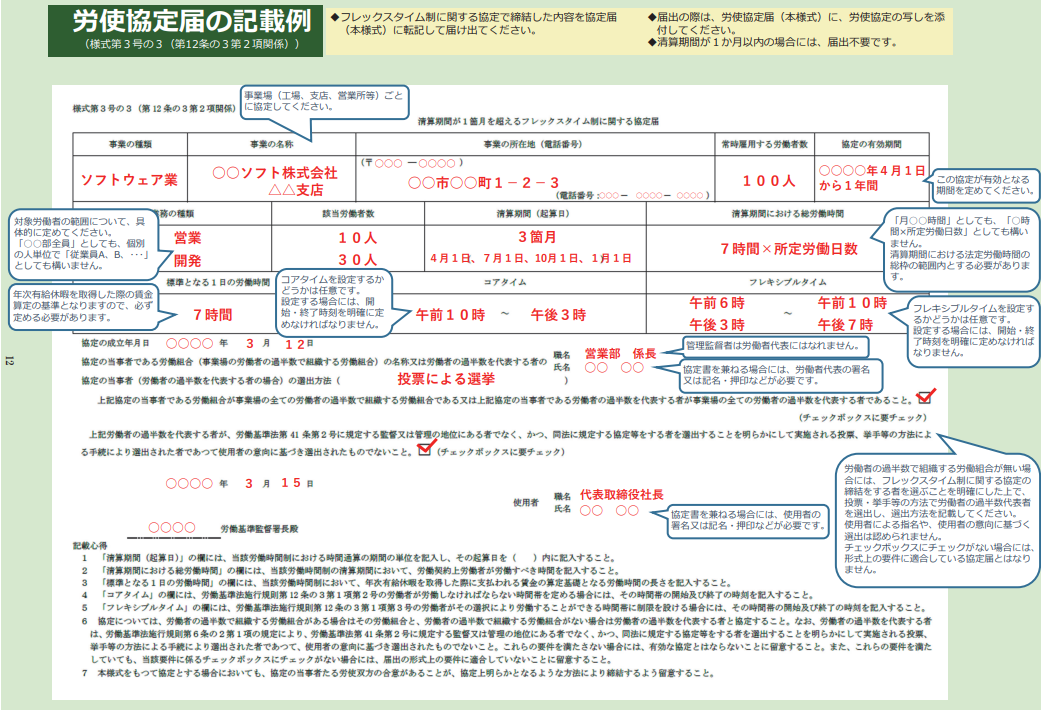 労使協定届の記載例
（様式第３号の３（第12条の３第２項関係））
◆フレックスタイム制に関する協定で締結した内容を協定届
（本様式）に転記して届け出てください。
◆届出の際は、労使協定届（本様式）に、労使協定の写しを添
付してください。
◆清算期間が１か月以内の場合には、届出不要です。
様式第３号の３（第12条の３第２項関係）
事業場（工場、支店、営業所等）ごと
に協定してください。
清算期間が１箇月を超えるフレックスタイム制に関する協定届
事業の種類
事業の名称
事業の所在地（電話番号）
常時雇用する労働者数
協定の有効期間
ソフトウェア業
○○ソフト株式会社
△△支店
（〒○○○ ー○○○○ ）
○○市○○町１－２－３
（電話番号：○○○－ ○○○○－ ○○○○ ）
１００人
○○○○年４月１日
から１年間
この協定が有効となる
期間を定めてください。
務の種類
該当労働者数
清算期間（起算日）
清算期間における総労働時間
対象労働者の範囲について、具
体的に定めてください。
「○○部全員」としても、個別
の人単位で「従業員A、B、･･･」
としても構いません。
営業
開発
１０人
３０人
３箇月
４月１日、７月１日、10月１日、１月１日
７時間×所定労働日数
「月○○時間」としても、「○時
間×所定労働日数」としても構い
ません。
清算期間における法定労働時間の
総枠の範囲内とする必要がありま
す。
標準となる１日の労働時間
コアタイム
フレキシブルタイム
年次有給休暇を取得した際の賃金
算定の基準となりますので、必ず
定める必要があります。
７時間
コアタイムを設定するか
どうかは任意です。
設定する場合には、開
始・終了時刻を明確に定
めなければなりません。
午前１０時 ～ 午後３時
午前６時 午前１０時
～
午後３時 午後７時
フレキシブルタイムを設定す
るかどうかは任意です。
設定する場合には、開始・終
了時刻を明確に定めなければ
なりません。
12
協定の成立年月日 ○○○○ 年 ３ 月 １２日
管理監督者は労働者代表にはなれません。
協定の当事者である労働組合（事業場の労働者の過半数で組織する労働組合）の名称又は労働者の過半数を代表する者の
職名 営業部 係長
氏名 ○○ ○○
協定書を兼ねる場合には、労働者代表の署名
又は記名・押印などが必要です。
協定の当事者（労働者の過半数を代表する者の場合）の選出方法（ 投票による選挙 ）
上記協定の当事者である労働組合が事業場の全ての労働者の過半数で組織する労働組合である又は上記協定の当事者である労働者の過半数を代表する者が事業場の全ての労働者の過半数を代表する者であること。☑
（チェックボックスに要チェック）
上記労働者の過半数を代表する者が、労働基準法第41条第２号に規定する監督又は管理の地位にある者でなく、かつ、同法に規定する協定等をする者を選出することを明らかにして実施される投票、挙手等の方法によ
る手続により選出された者であつて使用者の意向に基づき選出されたものでないこと。☑（チェックボックスに要チェック）
労働者の過半数で組織する労働組合が無い場
合には、フレックスタイム制に関する協定の
締結をする者を選ぶことを明確にした上で、
投票・挙手等の方法で労働者の過半数代表者
を選出し、選出方法を記載してください。
使用者による指名や、使用者の意向に基づく
選出は認められません。
チェックボックスにチェックがない場合には、
形式上の要件に適合している協定届とはなり
ません。
○○○○ 年 ３ 月 １５日
使用者
職名 代表取締役社長
氏名 ○○ ○○
協定書を兼ねる場合には、使用者の
署名又は記名・押印などが必要です。
○○○○ 労働基準監督署長殿
記載心得
１ 「清算期間（起算日）」の欄には、当該労働時間制における時間通算の期間の単位を記入し、その起算日を（ ）内に記入すること。
２ 「清算期間における総労働時間」の欄には、当該労働時間制の清算期間において、労働契約上労働者が労働すべき時間を記入すること。
３ 「標準となる１日の労働時間」の欄には、当該労働時間制において、年次有給休暇を取得した際に支払われる賃金の算定基礎となる労働時間の長さを記入すること。
４ 「コアタイム」の欄には、労働基準法施行規則第12条の３第１項第２号の労働者が労働しなければならない時間帯を定める場合には、その時間帯の開始及び終了の時刻を記入すること。
５ 「フレキシブルタイム」の欄には、労働基準法施行規則第12条の３第１項第３号の労働者がその選択により労働することができる時間帯に制限を設ける場合には、その時間帯の開始及び終了の時刻を記入すること。
６ 協定については、労働者の過半数で組織する労働組合がある場合はその労働組合と、労働者の過半数で組織する労働組合がない場合は労働者の過半数を代表する者と協定すること。なお、労働者の過半数を代表する者
は、労働基準法施行規則第６条の２第１項の規定により、労働基準法第41条第２号に規定する監督又は管理の地位にある者でなく、かつ、同法に規定する協定等をする者を選出することを明らかにして実施される投票、
挙手等の方法による手続により選出された者であつて、使用者の意向に基づき選出されたものでないこと。これらの要件を満たさない場合には、有効な協定とはならないことに留意すること。また、これらの要件を満た
していても、当該要件に係るチェックボックスにチェックがない場合には、届出の形式上の要件に適合していないことに留意すること。
７ 本様式をもつて協定とする場合においても、協定の当事者たる労使双方の合意があることが、協定上明らかとなるような方法により締結するよう留意すること。